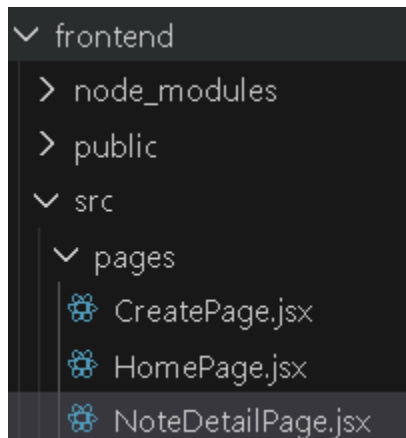 frontend
node_modules
public
src
pages
CreatePage.jsx
HomePage.jsx
NoteDetailPage.jsx